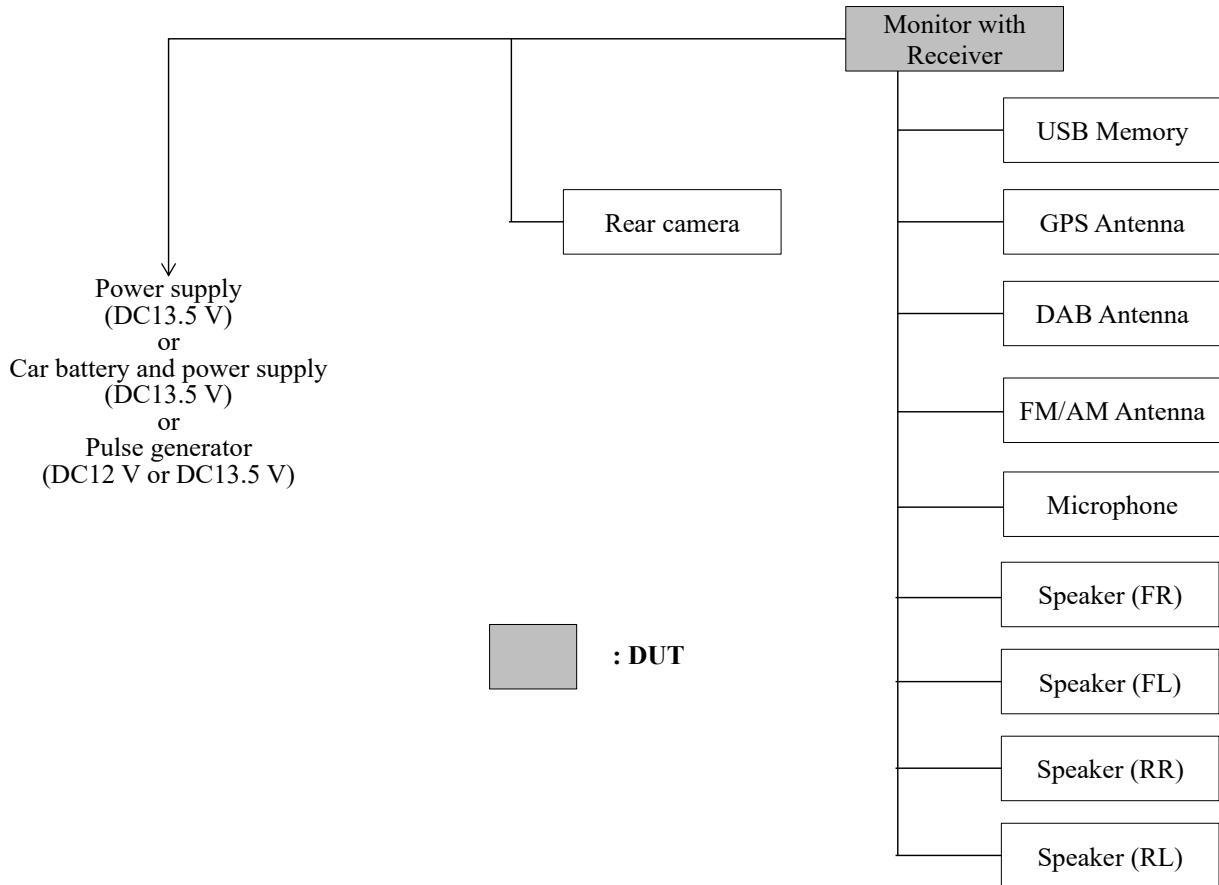 Monitor with
Receiver
USB Memory
GPS Antenna
Rear camera
DAB Antenna
Power supply
(DC13.5 V)
or
Car battery and power supply
(DC13.5 V)
or
Pulse generator
(DC12 V or DC13.5 V)
FM/AM Antenna
Microphone
Speaker (FR)
: DUT
Speaker (FL)
Speaker (RR)
Speaker (RL)